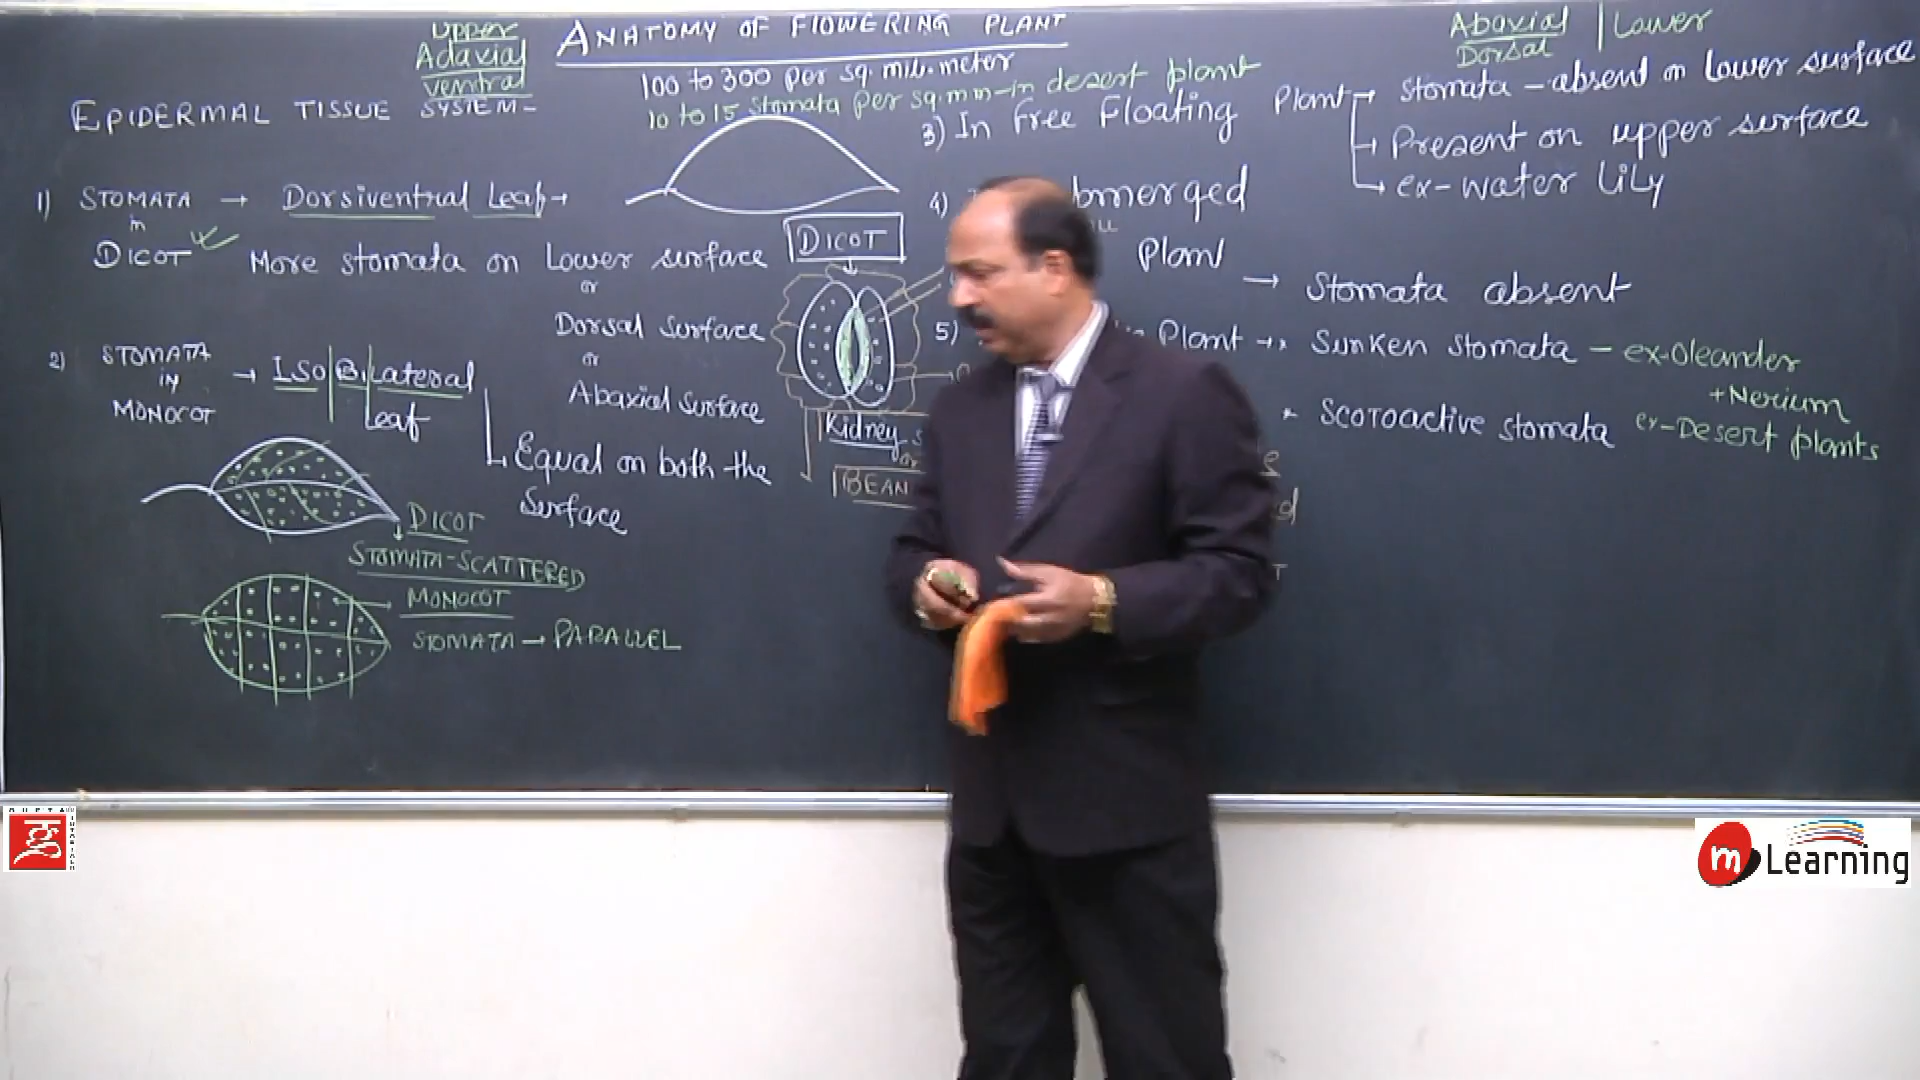 ANATOMY OF FLOWERING PLANT
Upper
Adaxial
ventral
Abaxial | Lower
Dorsal
100 to 300 per sq. mili. meter
10 to 15 stomata per sq.mm-in desert plant
EPIDERMAL TISSUE SYSTEM-
1) STOMATA → Dorsiventral Leaf→
in
DICOT
More stomata on Lower surface
or
Dorsal surface
or
Abaxial surface
2) STOMATA
in
MONOCOT
→ ISo|Bi|Lateral
Leaf
Equal on both the
surface
DICOT
STOMATA-SCATTERED
MONOCOT
STOMATA → PARALLEL
DICOT
Kidney
or
BEAN
3) In Free Floating Plant → stomata - absent on Lower surface
→ Present on upper surface
→ ex-water lily
4)
Plant
→ Stomata absent
5)
Plant → * Sunken stomata - ex-Oleander
+Nerium
* Scotoactive stomata ex-Desert plants
m Learning